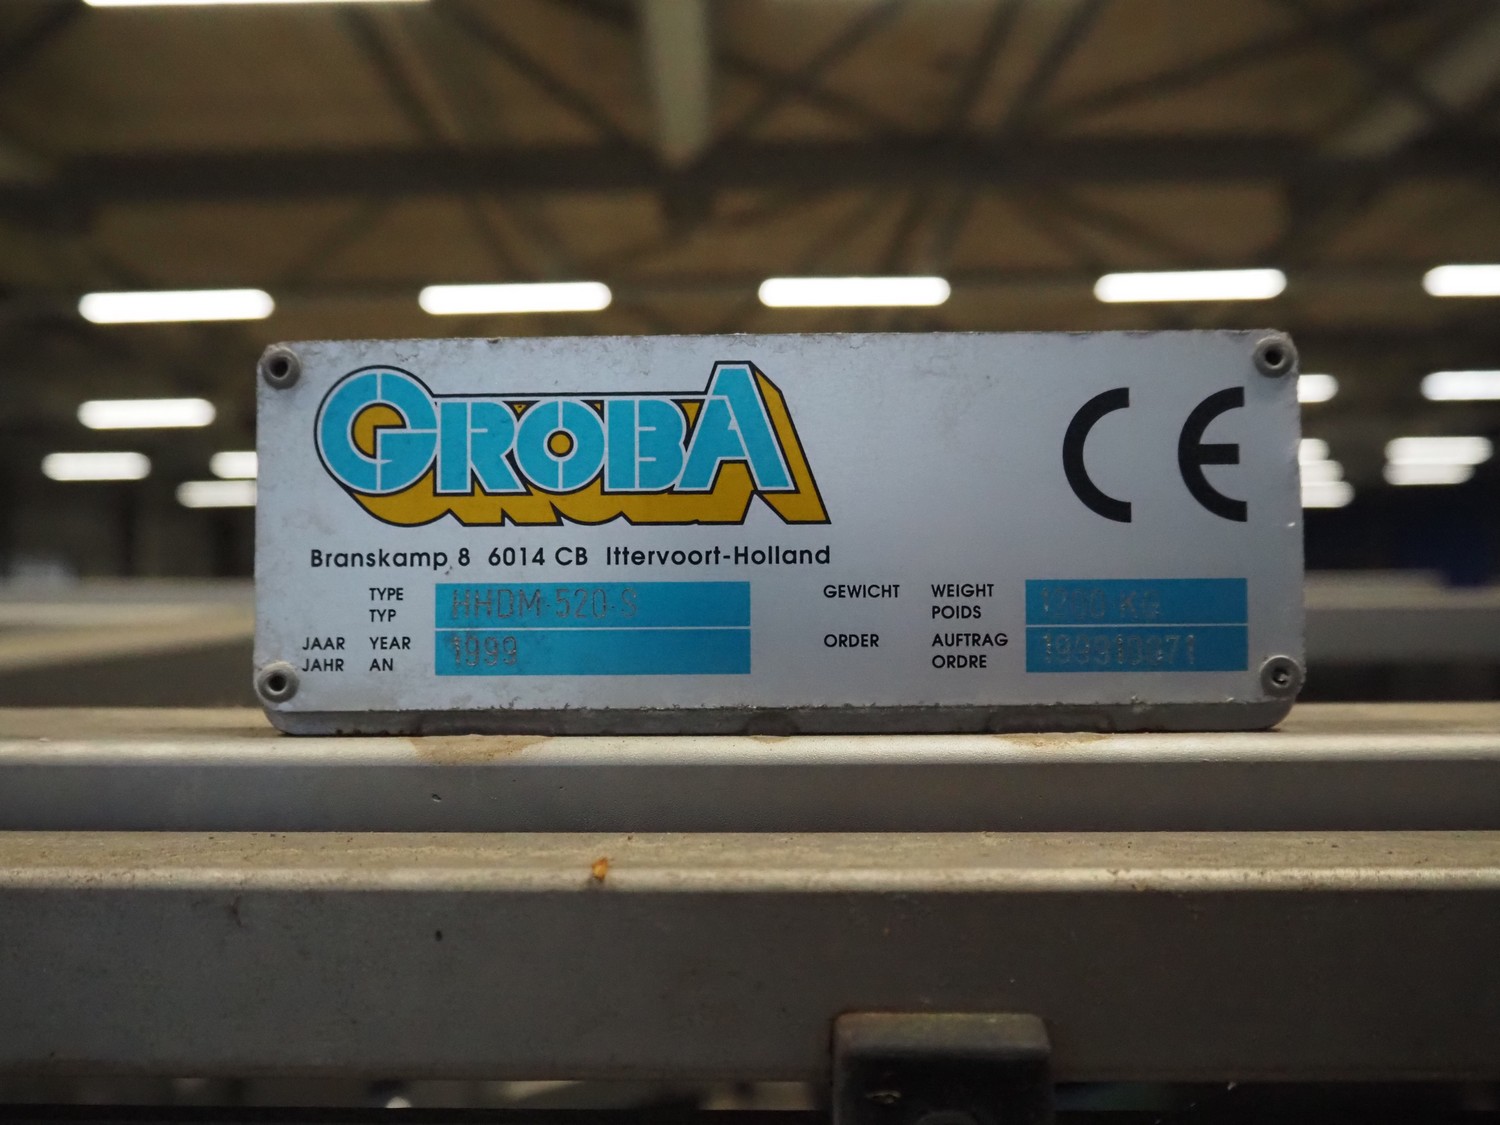 GROBA
CE
Branskamp 8 6014 CB Ittervoort-Holland
TYPE
TYP
HHDM-520-S
GEWICHT WEIGHT
POIDS
JAAR YEAR
JAHR AN
1999
ORDER AUFTRAG
ORDRE